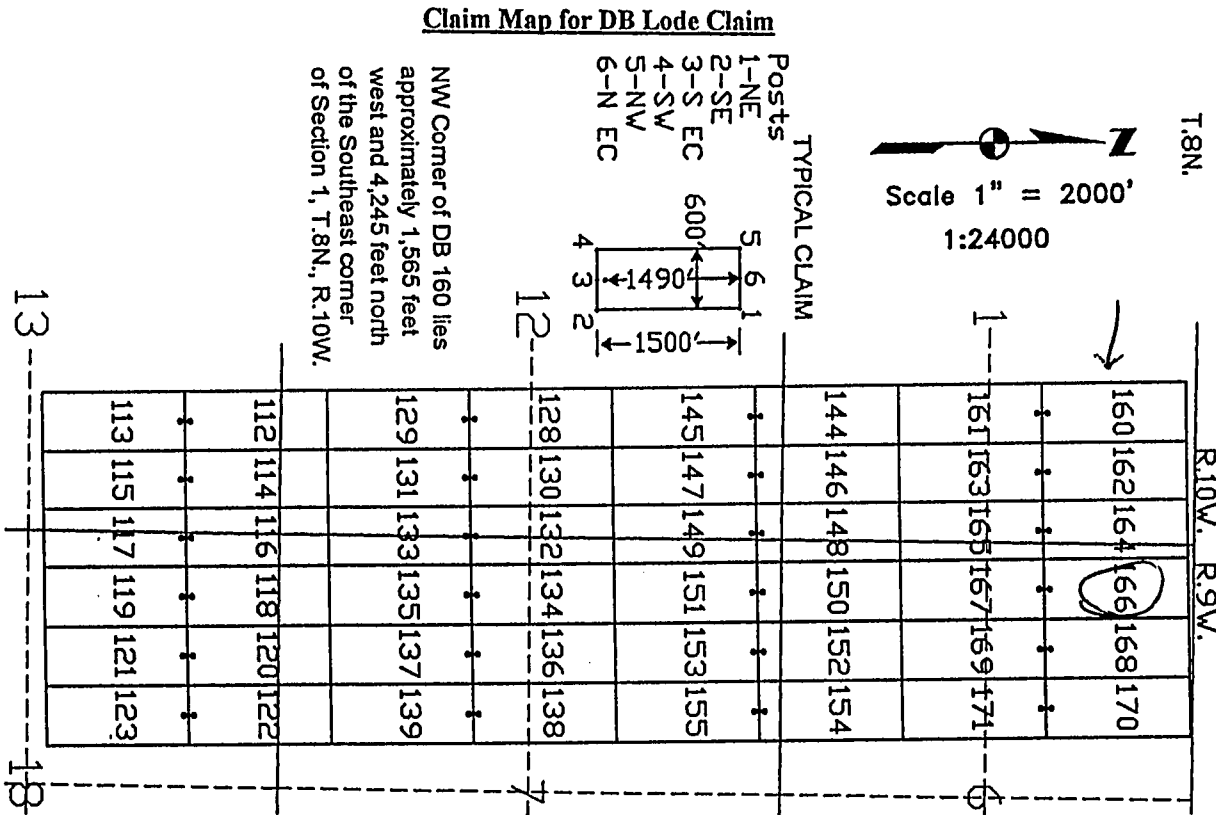 Claim Map for DB Lode Claim
T.8N.
N
Scale 1" = 2000'
1:24000
R.10W. R.9W.
TYPICAL CLAIM
Posts
1-NE
2-SE
3-S EC
4-SW
5-NW
6-N EC
5 6 1
600'
1490'
1500'
4 3 2
NW Corner of DB 160 lies
approximately 1,565 feet
west and 4,245 feet north
of the Southeast corner
of Section 1, T.8N., R.10W.
160 162 164 166 168 170
1
161 163 165 167 169 171
6
144 146 148 150 152 154
145 147 149 151 153 155
12
128 130 132 134 136 138
7
129 131 133 135 137 139
112 114 116 118 120 122
113 115 117 119 121 123
13
18